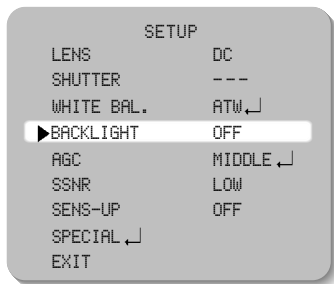 SETUP
LENS DC
SHUTTER ---
WHITE BAL. ATW↵
▶BACKLIGHT OFF
AGC MIDDLE↵
SSNR LOW
SENS-UP OFF
SPECIAL↵
EXIT